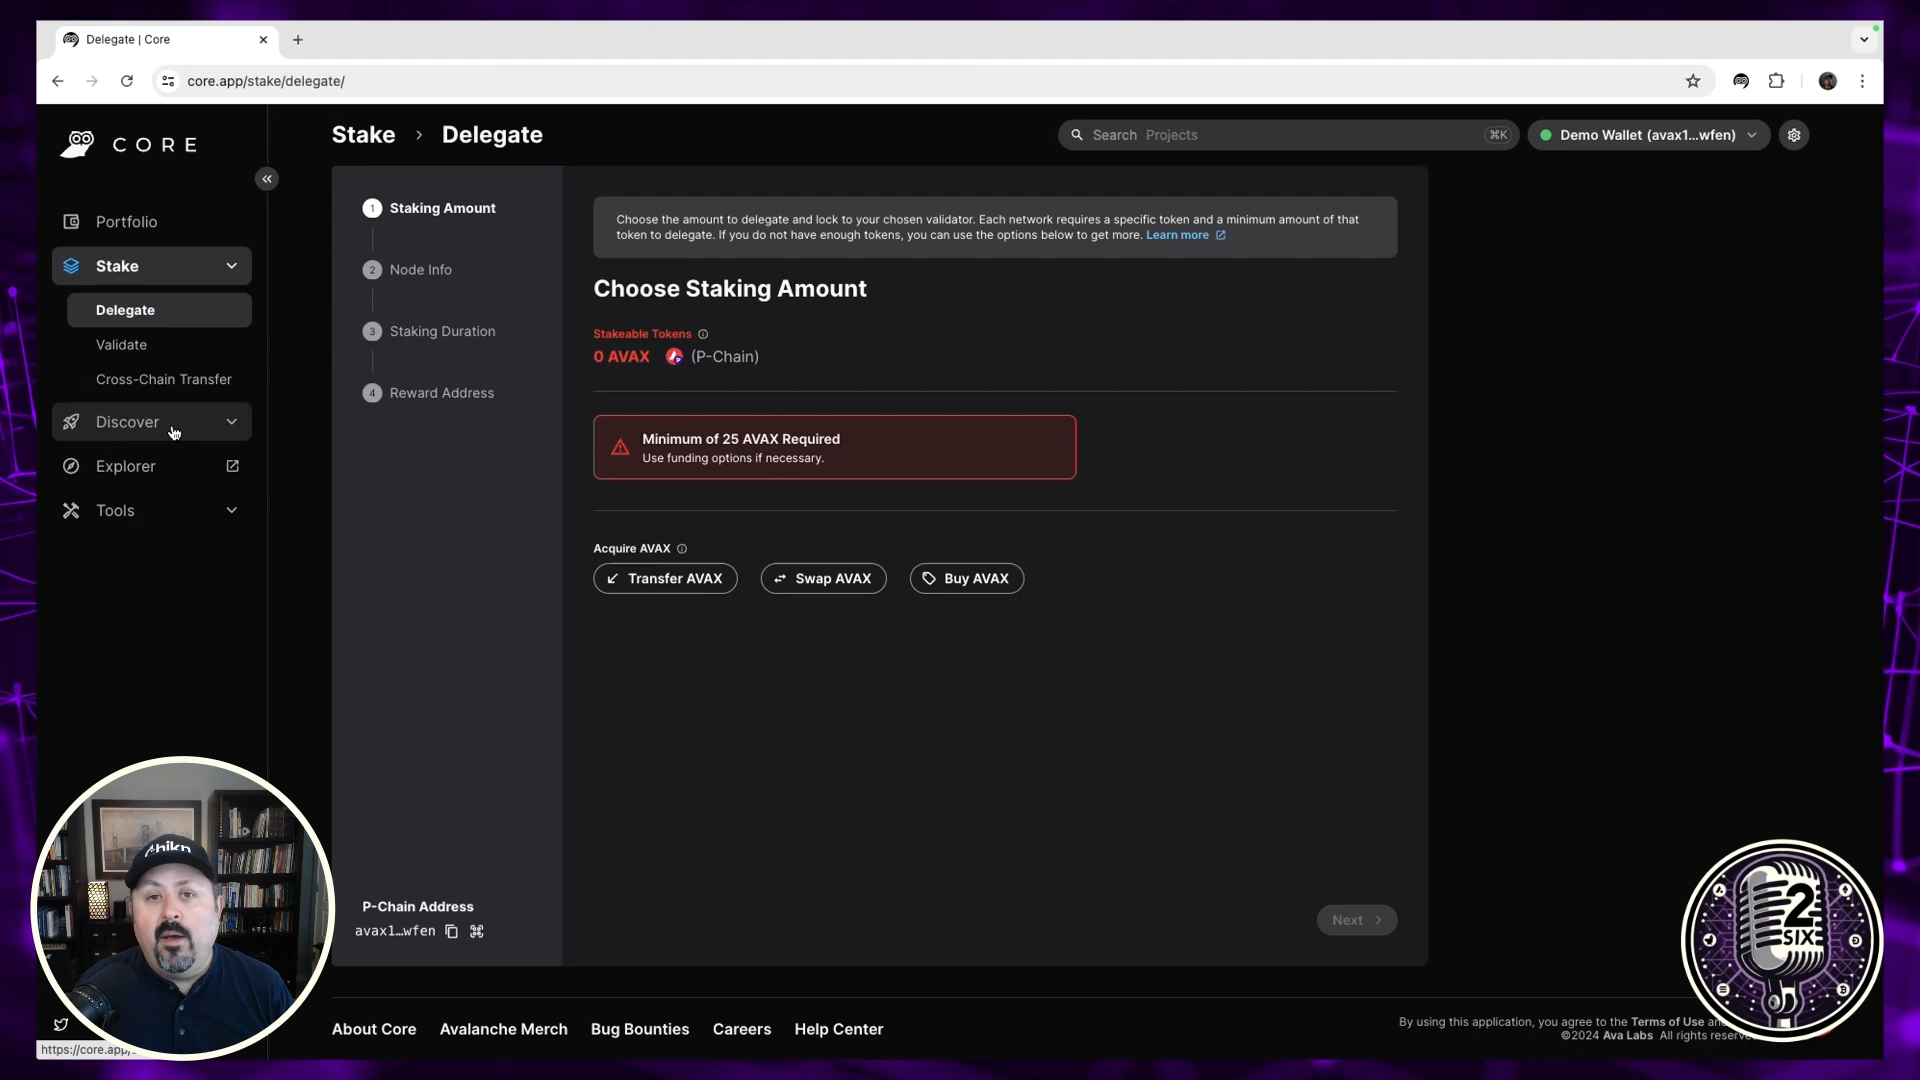 Delegate | Core
core.app/stake/delegate/
CORE
Stake > Delegate
Search Projects
⌘K
Demo Wallet (avax1...wfen)
Portfolio
Stake
Delegate
Validate
Cross-Chain Transfer
Discover
Explorer
Tools
1 Staking Amount
2 Node Info
3 Staking Duration
4 Reward Address
Choose the amount to delegate and lock to your chosen validator. Each network requires a specific token and a minimum amount of that
token to delegate. If you do not have enough tokens, you can use the options below to get more. Learn more
Choose Staking Amount
Stakeable Tokens
0 AVAX (P-Chain)
Minimum of 25 AVAX Required
Use funding options if necessary.
Acquire AVAX
Transfer AVAX
Swap AVAX
Buy AVAX
P-Chain Address
avax1…wfen
Next >
2
SIX
About Core
Avalanche Merch
Bug Bounties
Careers
Help Center
By using this application, you agree to the Terms of Use
©2024 Ava Labs All rights
https://core.app/